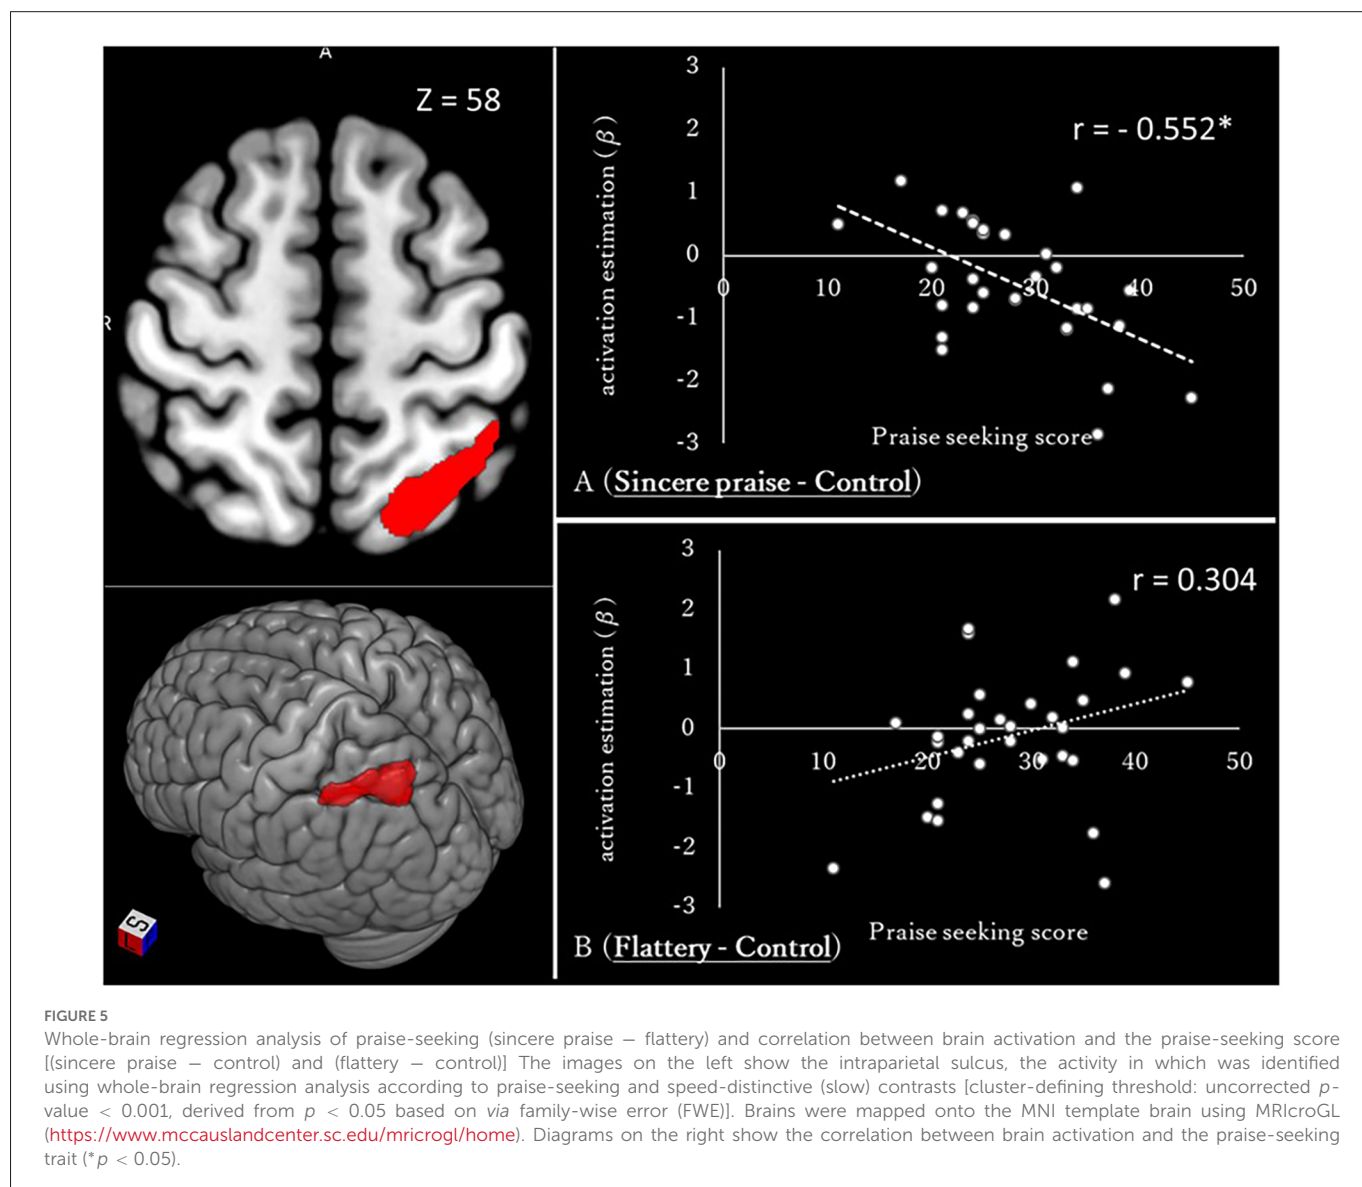 A
Z = 58
R
S
L
3
2
1
0
-1
-2
-3
activation estimation (β)
r = - 0.552*
0 10 20 30 40 50
Praise seeking score
A (Sincere praise - Control)
3
2
1
0
-1
-2
-3
activation estimation (β)
r = 0.304
0 10 20 30 40 50
Praise seeking score
B (Flattery - Control)
FIGURE 5
Whole-brain regression analysis of praise-seeking (sincere praise − flattery) and correlation between brain activation and the praise-seeking score
[(sincere praise − control) and (flattery − control)] The images on the left show the intraparietal sulcus, the activity in which was identified
using whole-brain regression analysis according to praise-seeking and speed-distinctive (slow) contrasts [cluster-defining threshold: uncorrected p-
value < 0.001, derived from p < 0.05 based on via family-wise error (FWE)]. Brains were mapped onto the MNI template brain using MRIcroGL
(https://www.mccauslandcenter.sc.edu/mricrogl/home). Diagrams on the right show the correlation between brain activation and the praise-seeking
trait (*p < 0.05).